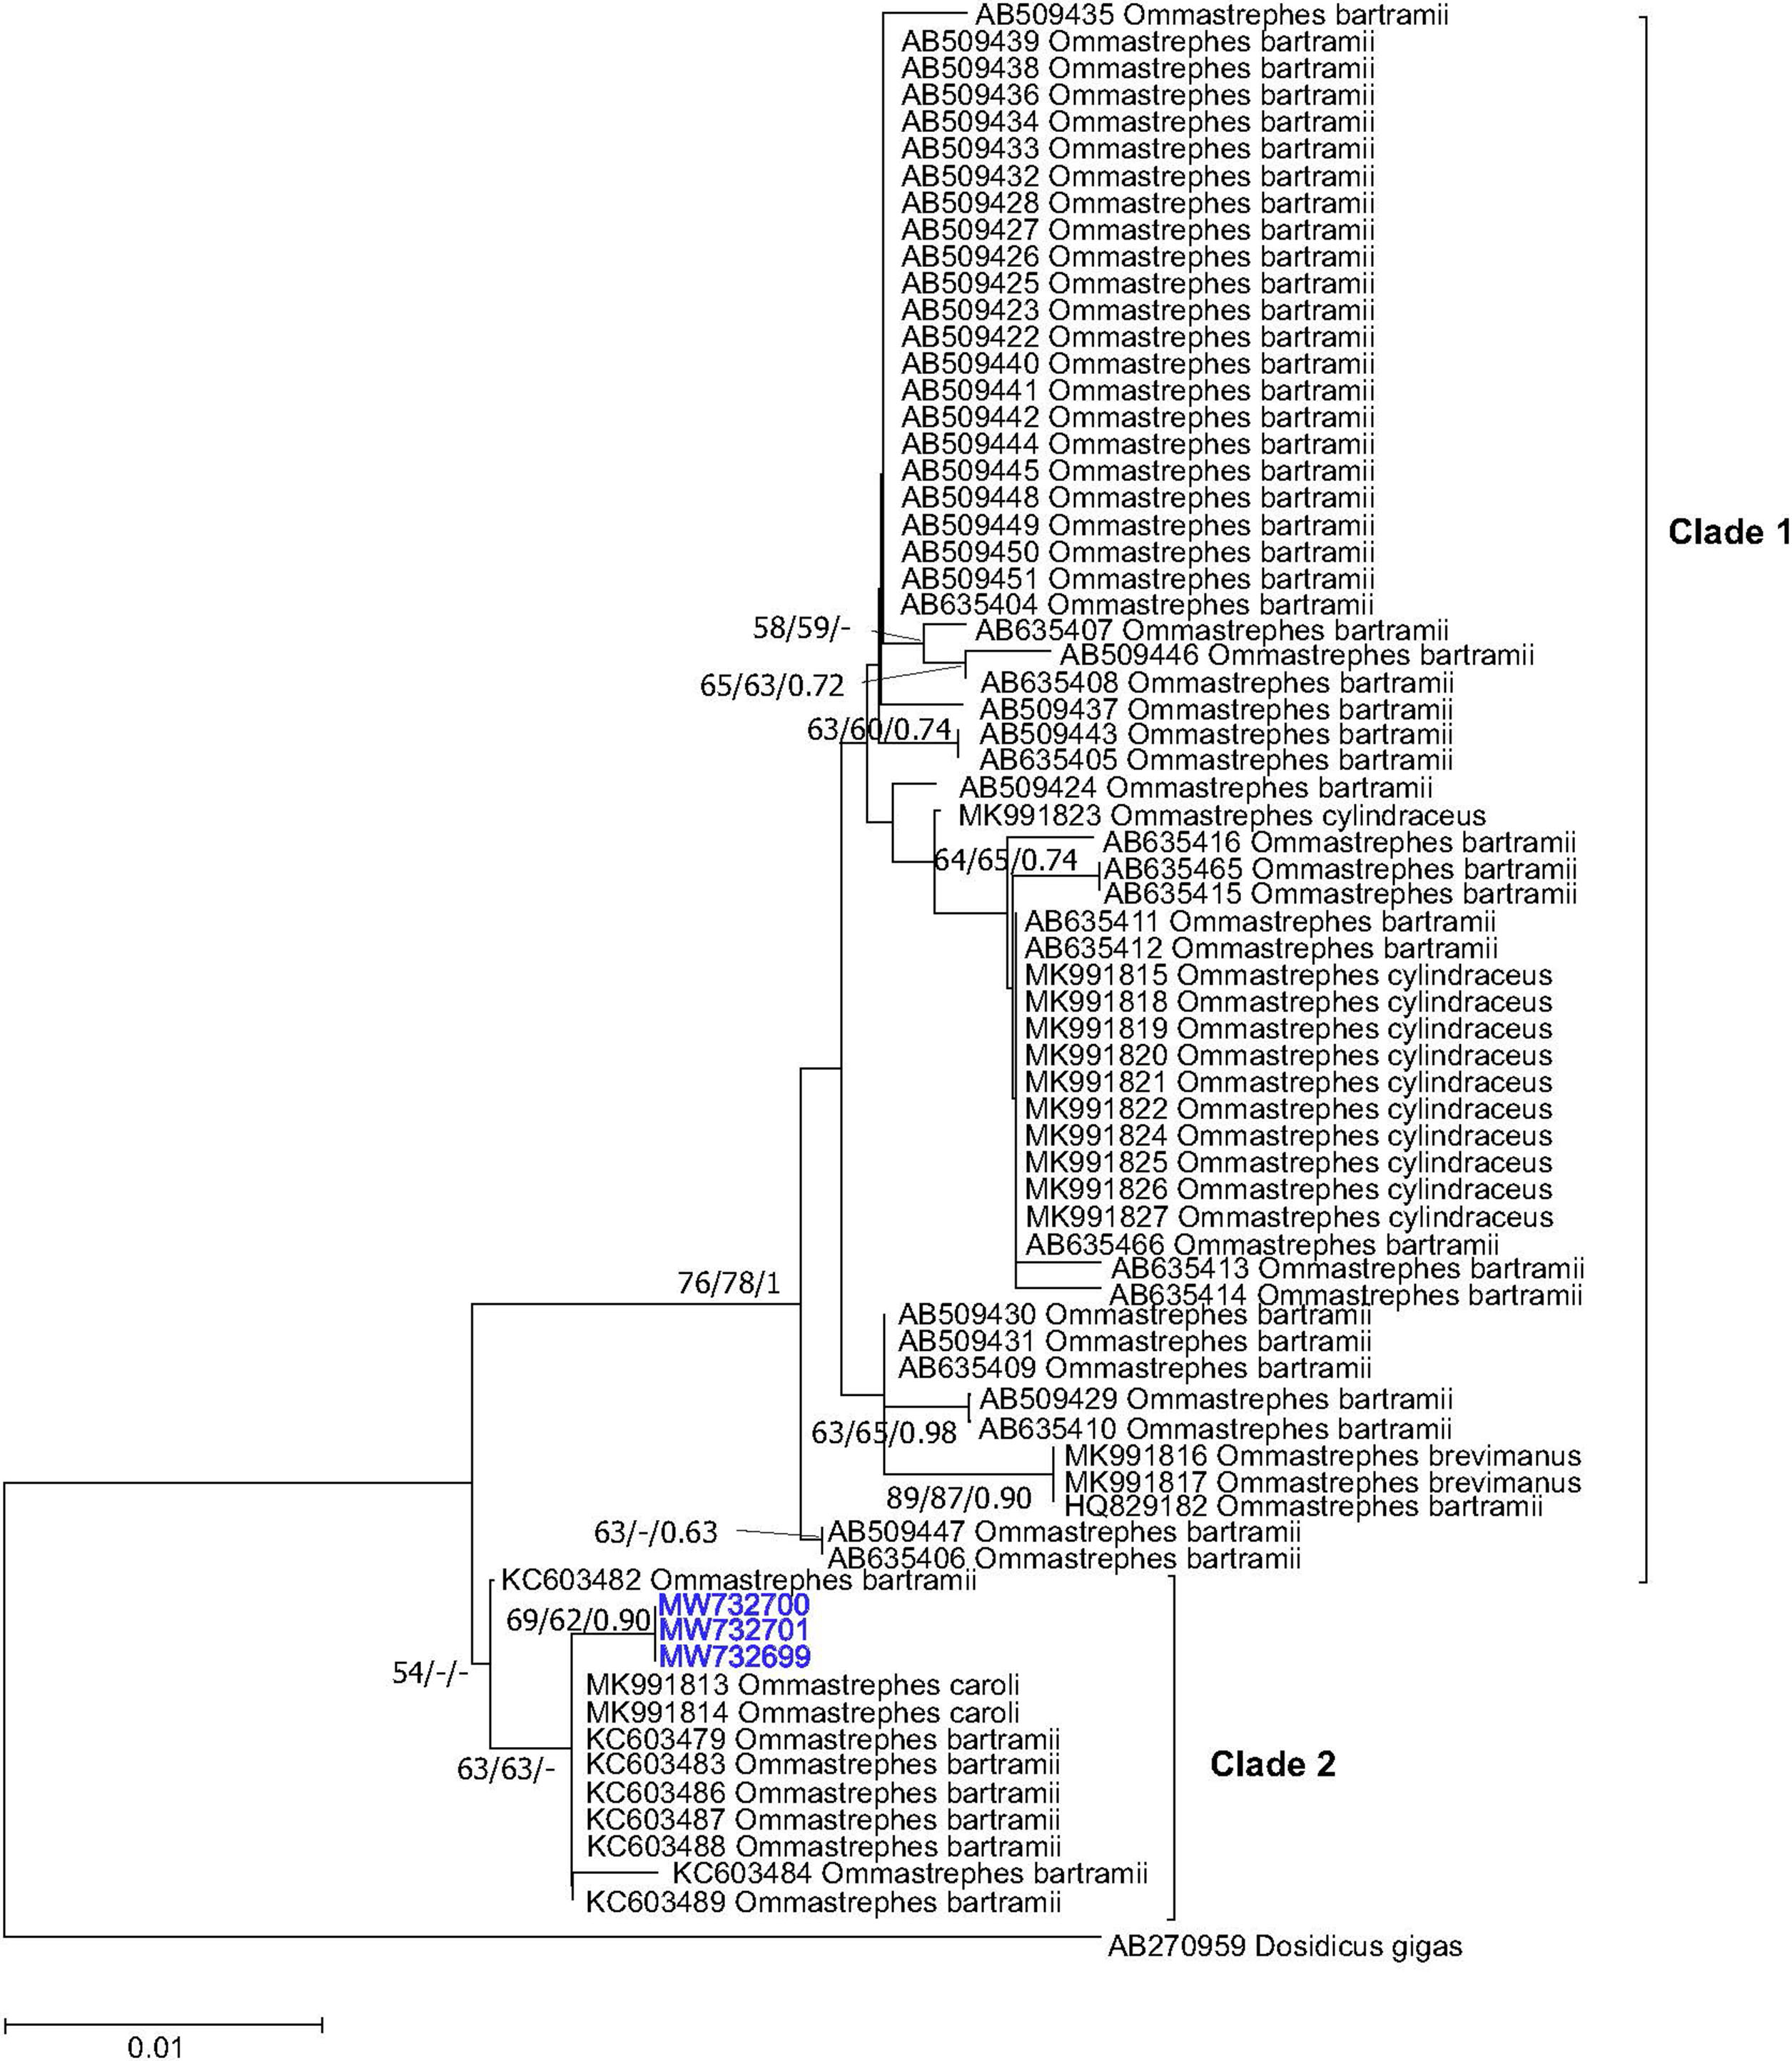 AB509435 Ommastrephes bartramii
AB509439 Ommastrephes bartramii
AB509438 Ommastrephes bartramii
AB509436 Ommastrephes bartramii
AB509434 Ommastrephes bartramii
AB509433 Ommastrephes bartramii
AB509432 Ommastrephes bartramii
AB509428 Ommastrephes bartramii
AB509427 Ommastrephes bartramii
AB509426 Ommastrephes bartramii
AB509425 Ommastrephes bartramii
AB509423 Ommastrephes bartramii
AB509422 Ommastrephes bartramii
AB509440 Ommastrephes bartramii
AB509441 Ommastrephes bartramii
AB509442 Ommastrephes bartramii
AB509444 Ommastrephes bartramii
AB509445 Ommastrephes bartramii
AB509448 Ommastrephes bartramii
AB509449 Ommastrephes bartramii
Clade 1
AB509450 Ommastrephes bartramii
AB509451 Ommastrephes bartramii
AB635404 Ommastrephes bartramii
58/59/-
AB635407 Ommastrephes bartramii
AB509446 Ommastrephes bartramii
65/63/0.72
AB635408 Ommastrephes bartramii
AB509437 Ommastrephes bartramii
63/60/0.74
AB509443 Ommastrephes bartramii
AB635405 Ommastrephes bartramii
AB509424 Ommastrephes bartramii
MK991823 Ommastrephes cylindraceus
AB635416 Ommastrephes bartramii
64/65/0.74
AB635465 Ommastrephes bartramii
AB635415 Ommastrephes bartramii
AB635411 Ommastrephes bartramii
AB635412 Ommastrephes bartramii
MK991815 Ommastrephes cylindraceus
MK991818 Ommastrephes cylindraceus
MK991819 Ommastrephes cylindraceus
MK991820 Ommastrephes cylindraceus
MK991821 Ommastrephes cylindraceus
MK991822 Ommastrephes cylindraceus
MK991824 Ommastrephes cylindraceus
MK991825 Ommastrephes cylindraceus
MK991826 Ommastrephes cylindraceus
MK991827 Ommastrephes cylindraceus
AB635466 Ommastrephes bartramii
AB635413 Ommastrephes bartramii
76/78/1
AB635414 Ommastrephes bartramii
AB509430 Ommastrephes bartramii
AB509431 Ommastrephes bartramii
AB635409 Ommastrephes bartramii
AB509429 Ommastrephes bartramii
63/65/0.98
AB635410 Ommastrephes bartramii
MK991816 Ommastrephes brevimanus
MK991817 Ommastrephes brevimanus
89/87/0.90
HQ829182 Ommastrephes bartramii
63/-/0.63
AB509447 Ommastrephes bartramii
AB635406 Ommastrephes bartramii
KC603482 Ommastrephes bartramii
MW732700
69/62/0.90
MW732701
MW732699
54/-/-
MK991813 Ommastrephes caroli
MK991814 Ommastrephes caroli
KC603479 Ommastrephes bartramii
63/63/-
KC603483 Ommastrephes bartramii
Clade 2
KC603486 Ommastrephes bartramii
KC603487 Ommastrephes bartramii
KC603488 Ommastrephes bartramii
KC603484 Ommastrephes bartramii
KC603489 Ommastrephes bartramii
AB270959 Dosidicus gigas
0.01